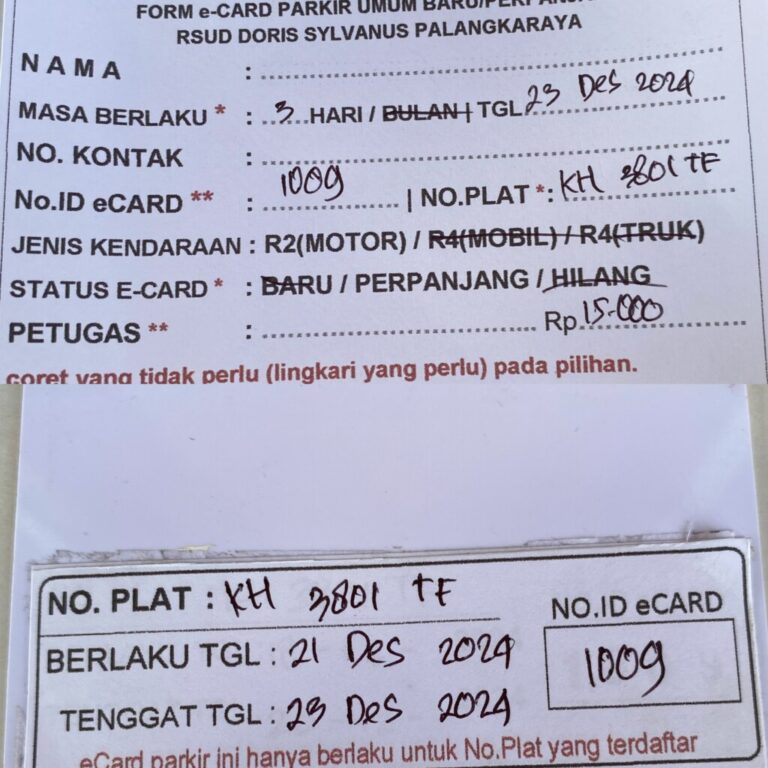 FORM e-CARD PARKIR UMUM BARU/PERPANJA
RSUD DORIS SYLVANUS PALANGKARAYA
NAMA :
MASA BERLAKU * : 3 HARI / BULAN | TGL 23 Des 2024
NO. KONTAK :
No.ID eCARD ** : 1009 | NO.PLAT *: KH 3801 TF
JENIS KENDARAAN : R2(MOTOR) / R4(MOBIL) / R4(TRUK)
STATUS E-CARD * : BARU / PERPANJANG / HILANG
PETUGAS ** : Rp 15.000
coret yang tidak perlu (lingkari yang perlu) pada pilihan.
NO. PLAT : KH 3801 TF
NO.ID eCARD
BERLAKU TGL : 21 Des 2024
1009
TENGGAT TGL : 23 Des 2024
eCard parkir ini hanya berlaku untuk No.Plat yang terdaftar